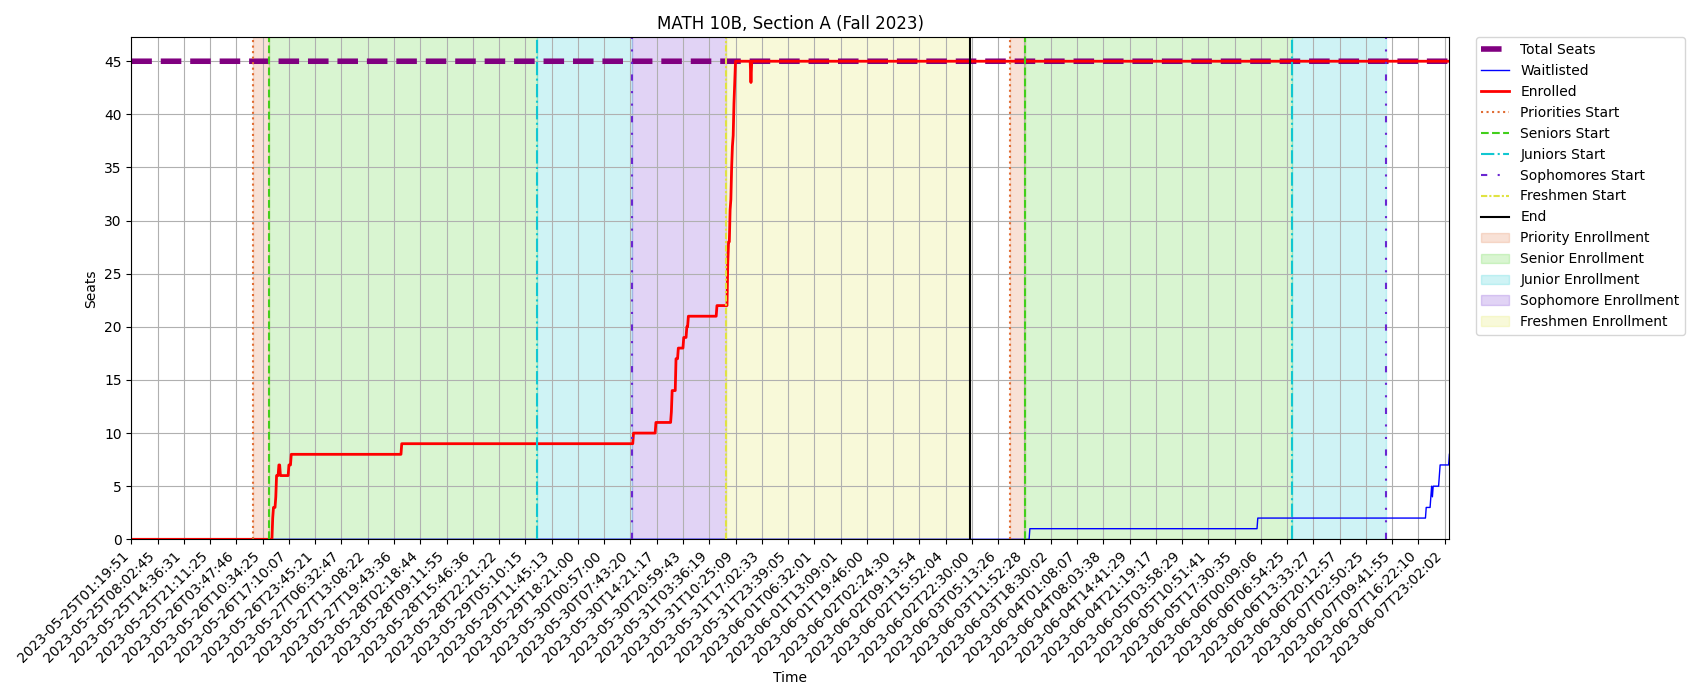 MATH 10B, Section A (Fall 2023)
Total Seats
Waitlisted
Enrolled
Priorities Start
Seniors Start
Juniors Start
Sophomores Start
Freshmen Start
End
Priority Enrollment
Senior Enrollment
Junior Enrollment
Sophomore Enrollment
Freshmen Enrollment
Seats
45
40
35
30
25
20
15
10
5
0
2023-05-25T01:19:51
2023-05-25T08:02:45
2023-05-25T14:36:31
2023-05-25T21:11:25
2023-05-26T03:47:46
2023-05-26T10:34:25
2023-05-26T17:10:07
2023-05-26T23:45:21
2023-05-27T06:32:47
2023-05-27T13:08:22
2023-05-27T19:43:36
2023-05-28T02:18:44
2023-05-28T09:11:55
2023-05-28T15:46:36
2023-05-28T22:21:22
2023-05-29T05:10:15
2023-05-29T11:45:13
2023-05-29T18:21:00
2023-05-30T00:57:00
2023-05-30T07:43:20
2023-05-30T14:21:17
2023-05-30T20:59:43
2023-05-31T03:36:19
2023-05-31T10:25:09
2023-05-31T17:02:33
2023-05-31T23:39:05
2023-06-01T06:32:01
2023-06-01T13:09:01
2023-06-01T19:46:00
2023-06-02T02:24:30
2023-06-02T09:13:54
2023-06-02T15:52:04
2023-06-02T22:30:00
2023-06-03T05:13:26
2023-06-03T11:52:28
2023-06-03T18:30:02
2023-06-04T01:08:07
2023-06-04T08:03:38
2023-06-04T14:41:29
2023-06-04T21:19:17
2023-06-05T03:58:29
2023-06-05T10:51:41
2023-06-05T17:30:35
2023-06-06T00:09:06
2023-06-06T06:54:25
2023-06-06T13:33:27
2023-06-06T20:12:57
2023-06-07T02:50:25
2023-06-07T09:41:55
2023-06-07T16:22:10
2023-06-07T23:02:02
Time